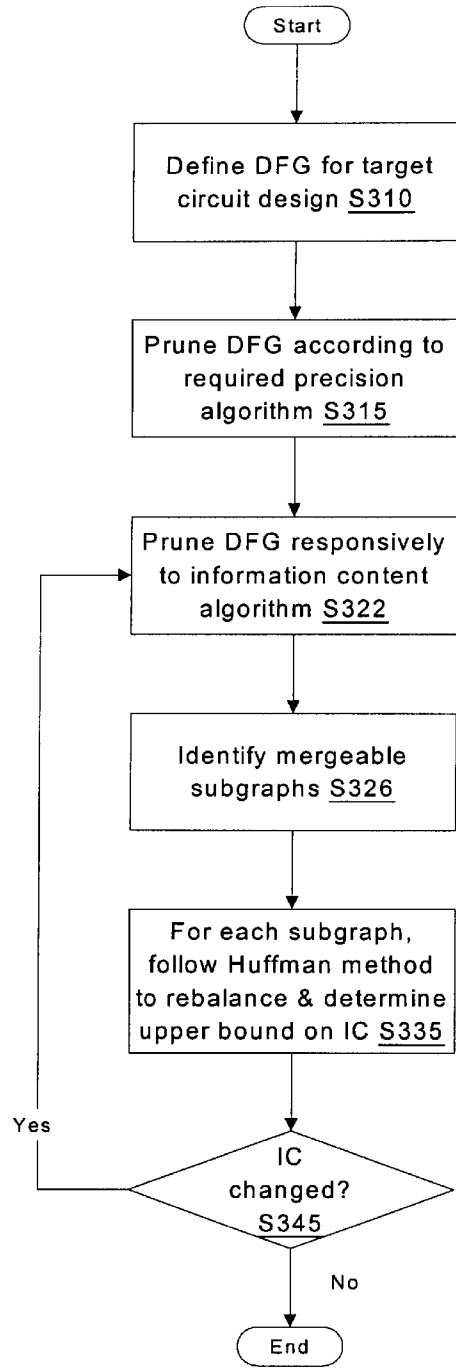 Start
Define DFG for target
circuit design S310
Prune DFG according to
required precision
algorithm S315
Prune DFG responsively
to information content
algorithm S322
Identify mergeable
subgraphs S326
For each subgraph,
follow Huffman method
to rebalance & determine
upper bound on IC S335
Yes
IC
changed?
S345
No
End